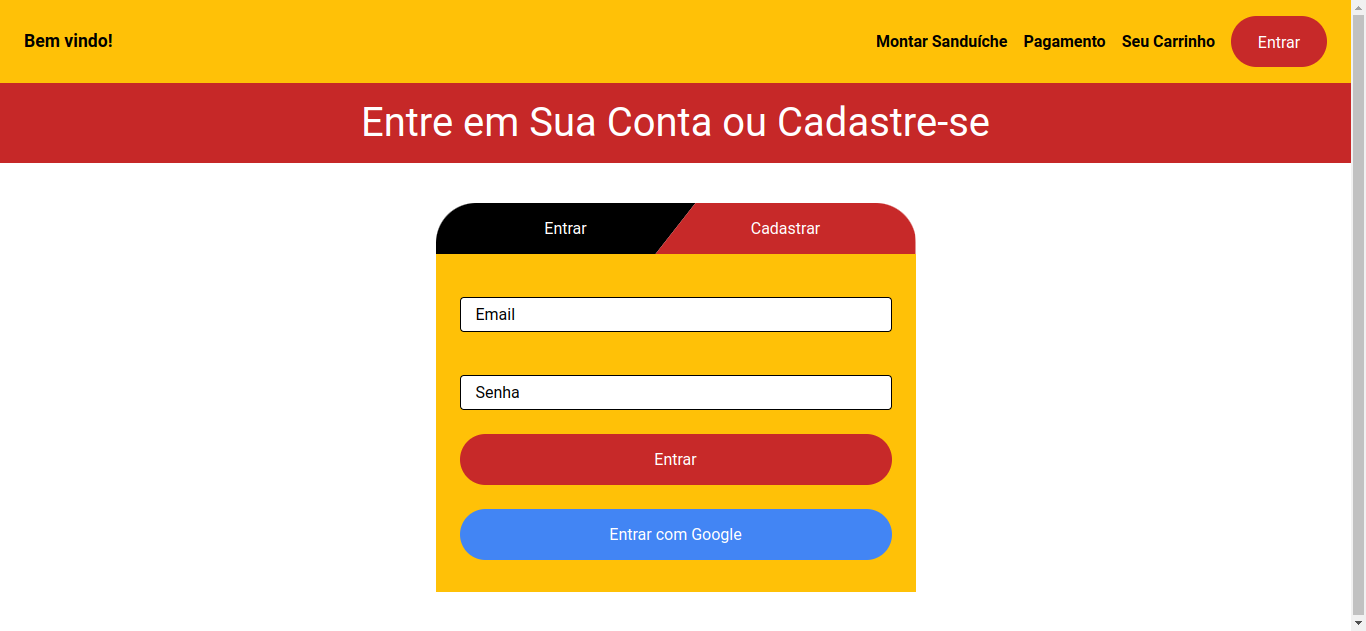 Bem vindo!
Montar Sanduíche Pagamento Seu Carrinho Entrar
Entre em Sua Conta ou Cadastre-se
Entrar Cadastrar
Email
Senha
Entrar
Entrar com Google